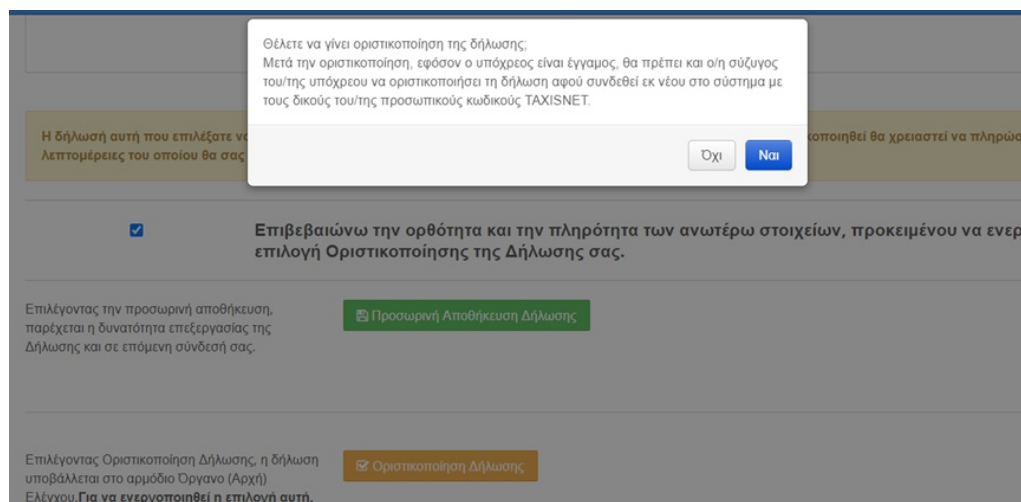 Θέλετε να γίνει οριστικοποίηση της δήλωσης;
Μετά την οριστικοποίηση, εφόσον ο υπόχρεος είναι έγγαμος, θα πρέπει και ο/η σύζυγος
του/της υπόχρεου να οριστικοποιήσει τη δήλωση αφού συνδεθεί εκ νέου στο σύστημα με
τους δικούς του/της προσωπικούς κωδικούς TAXISNET.
Όχι
Ναι
Η δήλωσή αυτή που επιλέξατε
λεπτομέρειες του οποίου θα σας
θα χρειαστεί να
Επιβεβαιώνω την ορθότητα και την πληρότητα των ανωτέρω στοιχείων, προκειμένου να
επιλογή Οριστικοποίησης της Δήλωσης σας.
Επιλέγοντας την προσωρινή αποθήκευση,
παρέχεται η δυνατότητα επεξεργασίας της
Δήλωσης και σε επόμενη σύνδεσή σας.
Προσωρινή Αποθήκευση Δήλωσης
Επιλέγοντας Οριστικοποίηση Δήλωσης, η δήλωση
υποβάλλεται στο αρμόδιο Όργανο (Αρχή)
Ελέγχου.Για να ενεργοποιηθεί η επιλογή αυτή,
Οριστικοποίηση Δήλωσης